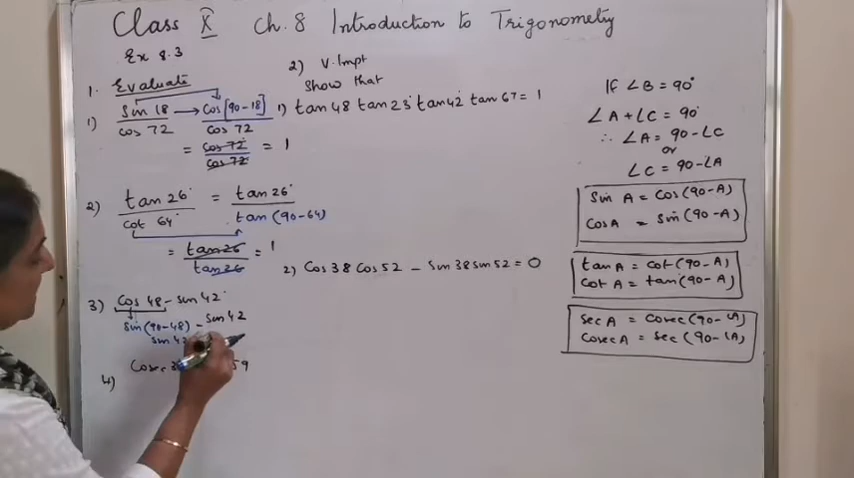 Class X Ch. 8 Introduction to Trigonometry
Ex 8.3
1. Evaluate
1) sin 18 / cos 72 → cos[90-18] / cos 72
= cos 72° / cos 72° = 1
2) tan 26° / cot 64° = tan 26° / tan (90-64)
= tan 26 / tan 26 = 1
3) cos 48 - sin 42°
sin(90-48) - sin 42
sin 42
4) Cosec 3 59
2) V. Impt
Show that
1) tan 48 tan 23° tan 42° tan 67° = 1
2) Cos 38 Cos 52 - Sin 38 sin 52 = 0
If ∠B = 90°
∠A + ∠C = 90°
∴ ∠A = 90 - ∠C
or
∠C = 90 - ∠A
Sin A = Cos (90-A)
Cos A = Sin (90-A)
tan A = cot (90-A)
Cot A = tan (90-A)
Sec A = Cosec (90-A)
Cosec A = Sec (90-A)